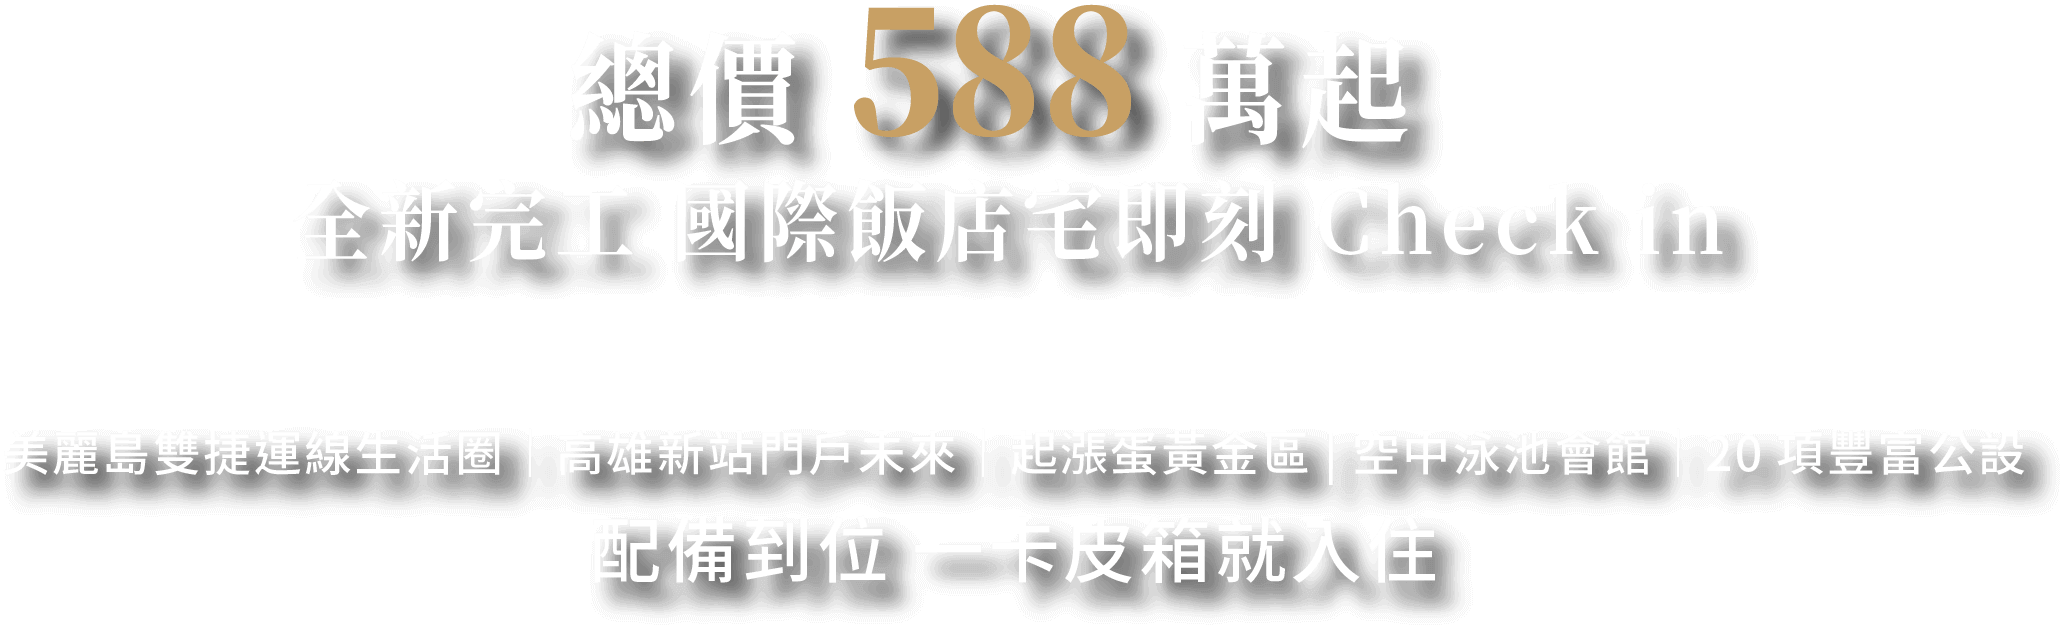 總價 588 萬起
全新完工 國際飯店宅即刻 Check in
美麗島雙捷運線生活圈｜高雄新站門戶未來｜起漲蛋黃金區|空中泳池會館｜20 項豐富公設
配備到位 一卡皮箱就入住